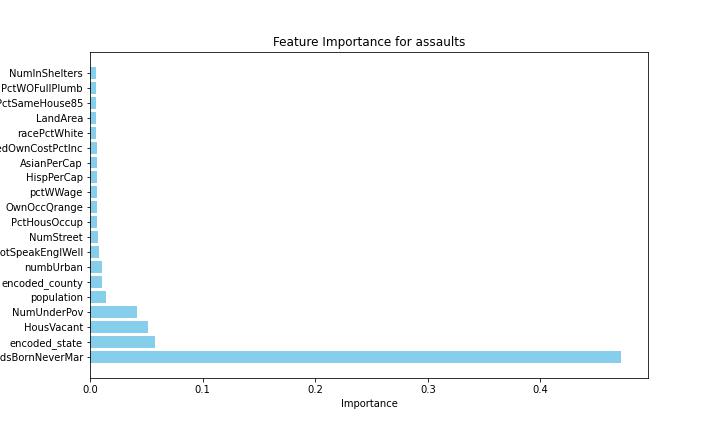 Feature Importance for assaults
NumInShelters
PctWOFullPlumb
PctSameHouse85
LandArea
racePctWhite
edOwnCostPctInc
AsianPerCap
HispPerCap
pctWWage
OwnOccQrange
PctHousOccup
NumStreet
otSpeakEnglWell
numbUrban
encoded_county
population
NumUnderPov
HousVacant
encoded_state
dsBornNeverMar
0.0 0.1 0.2 0.3 0.4
Importance